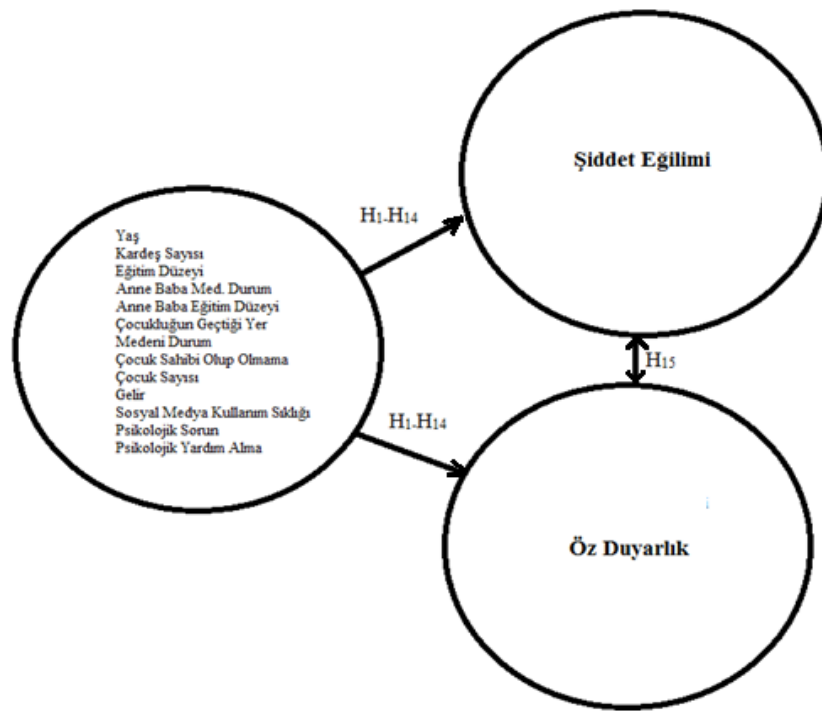 Şiddet Eğilimi
H1-H14
Yaş
Kardeş Sayısı
Eğitim Düzeyi
Anne Baba Med. Durum
Anne Baba Eğitim Düzeyi
Çocukluğun Geçtiği Yer
Medeni Durum
Çocuk Sahibi Olup Olmama
Çocuk Sayısı
Gelir
Sosyal Medya Kullanım Sıklığı
Psikolojik Sorun
Psikolojik Yardım Alma
H15
H1-H14
Öz Duyarlık